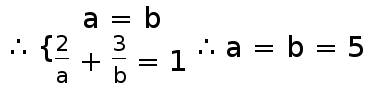 ∴ { a = b
2/a + 3/b = 1 ∴ a = b = 5